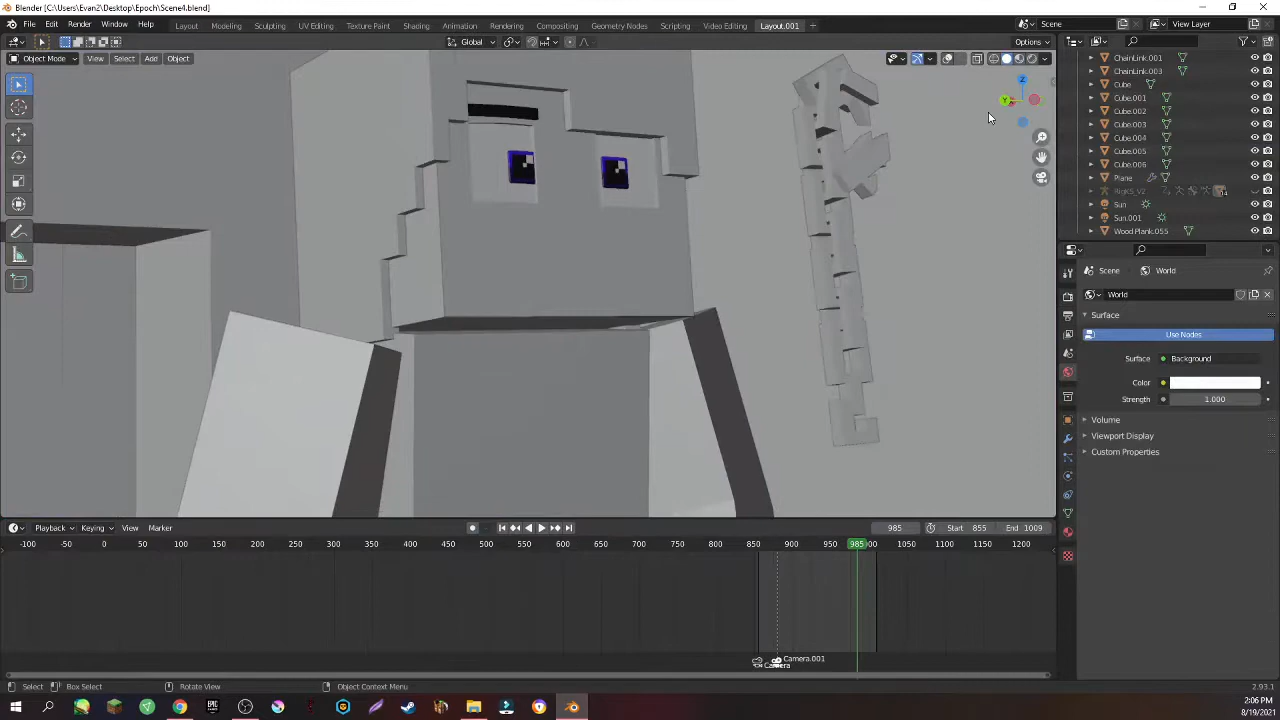 Blender [C:\Users\Evan2\Desktop\Epoch\Scene4.blend]
File Edit Render Window Help Layout Modeling Sculpting UV Editing Texture Paint Shading Animation Rendering Compositing Geometry Nodes Scripting Video Editing Layout.001 + Scene View Layer
Global Options
Object Mode View Select Add Object
ChainLink.001
ChainLink.003
Cube
Cube.001
Cube.002
Cube.003
Cube.004
Cube.005
Cube.006
Plane
RigKS_V2
Sun
Sun.001
Wood Plank.055
Z
Y
Scene World
World
Surface
Use Nodes
Surface Background
Color
Strength 1.000
Volume
Viewport Display
Custom Properties
Playback Keying View Marker 985 Start 855 End 1009
-100 -50 0 50 100 150 200 250 300 350 400 450 500 550 600 650 700 750 800 850 900 950 985 1050 1100 1150 1200
Camera.001
Camera
Select Box Select Rotate View Object Context Menu 2.93.1
2:06 PM
8/19/2021